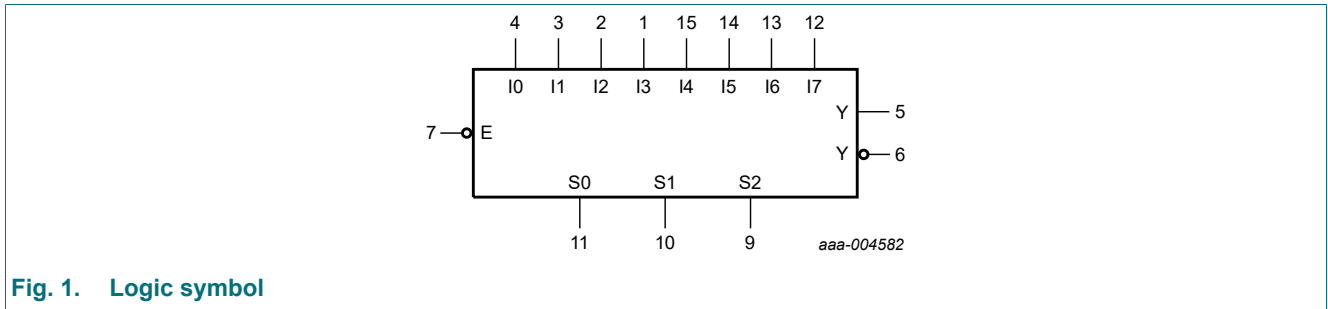 4 3 2 1 15 14 13 12
I0 I1 I2 I3 I4 I5 I6 I7
Y 5
7 E
Y 6
S0 S1 S2
11 10 9 aaa-004582
Fig. 1. Logic symbol